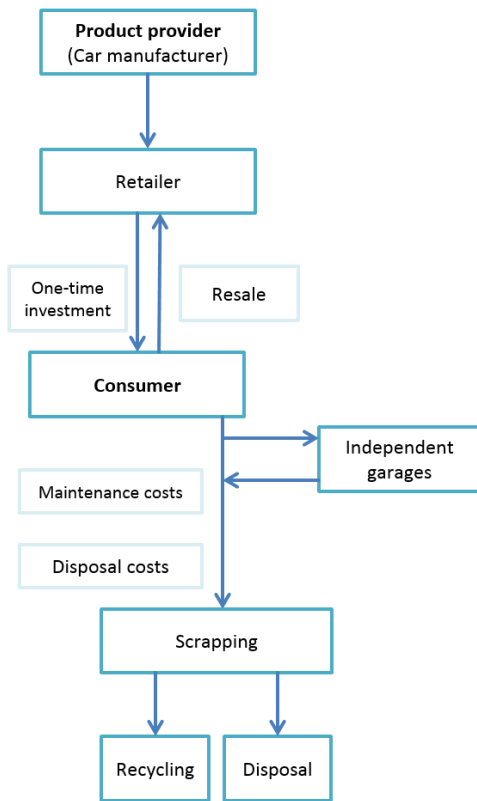 Product provider
(Car manufacturer)
Retailer
One-time
investment
Resale
Consumer
Independent
garages
Maintenance costs
Disposal costs
Scrapping
Recycling
Disposal